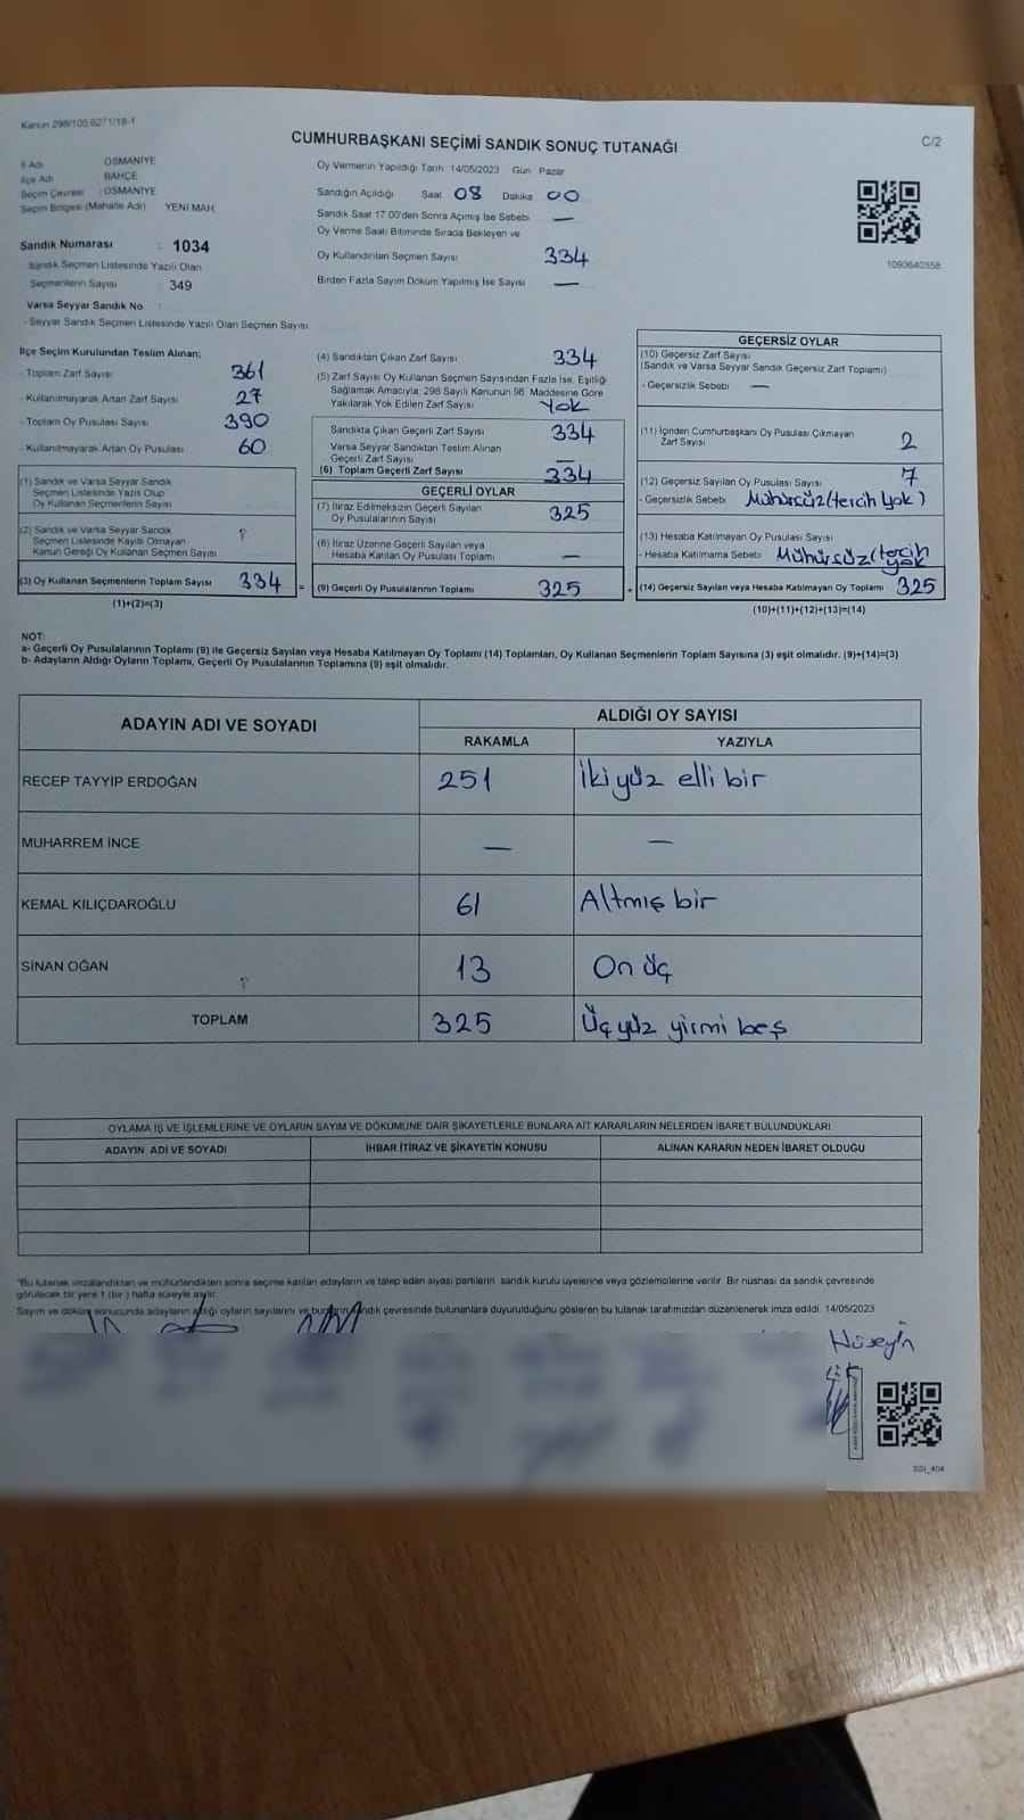 Kanun 298/105 6271/18-1
CUMHURBAŞKANI SEÇİMİ SANDIK SONUÇ TUTANAĞI
C/2
İl Adı OSMANİYE
İlçe Adı BAHÇE
Seçim Çevresi : OSMANİYE
Seçim Bölgesi (Mahalle Adı) YENİ MAH.
Sandık Numarası : 1034
Sandık Seçmen Listesinde Yazılı Olan
Seçmenlerin Sayısı : 349
Varsa Seyyar Sandık No :
- Seyyar Sandık Seçmen Listesinde Yazılı Olan Seçmen Sayısı
Oy Vermenin Yapıldığı Tarih 14/05/2023 Gün Pazar
Sandığın Açıldığı Saat 08 Dakika 00
Sandık Saat 17.00'den Sonra Açılmış İse Sebebi —
Oy Verme Saati Bitiminde Sırada Bekleyen ve
Oy Kullandırılan Seçmen Sayısı 334
Birden Fazla Sayım Döküm Yapılmış İse Sayısı —
1090640358
İlçe Seçim Kurulundan Teslim Alınan;
- Toplam Zarf Sayısı 361
- Kullanılmayarak Artan Zarf Sayısı 27
- Toplam Oy Pusulası Sayısı 390
- Kullanılmayarak Artan Oy Pusulası 60
(1) Sandık ve Varsa Seyyar Sandık
Seçmen Listesinde Yazılı Olup
Oy Kullanan Seçmenlerin Sayısı
(2) Sandık ve Varsa Seyyar Sandık
Seçmen Listesinde Kayıtlı Olmayan
Kanun Gereği Oy Kullanan Seçmen Sayısı
(3) Oy Kullanan Seçmenlerin Toplam Sayısı 334 =
(1)+(2)=(3)
(4) Sandıktan Çıkan Zarf Sayısı 334
(5) Zarf Sayısı Oy Kullanan Seçmen Sayısından Fazla İse, Eşitliği
Sağlamak Amacıyla; 298 Sayılı Kanunun 98. Maddesine Göre
Yakılarak Yok Edilen Zarf Sayısı Yok
Sandıkta Çıkan Geçerli Zarf Sayısı 334
Varsa Seyyar Sandıktan Teslim Alınan
Geçerli Zarf Sayısı —
(6) Toplam Geçerli Zarf Sayısı 334
GEÇERLİ OYLAR
(7) İtiraz Edilmeksizin Geçerli Sayılan
Oy Pusulalarının Sayısı 325
(8) İtiraz Üzerine Geçerli Sayılan veya
Hesaba Katılan Oy Pusulası Toplamı —
(9) Geçerli Oy Pusulalarının Toplamı 325
GEÇERSİZ OYLAR
(10) Geçersiz Zarf Sayısı
(Sandık ve Varsa Seyyar Sandık Geçersiz Zarf Toplamı)
- Geçersizlik Sebebi —
(11) İçinden Cumhurbaşkanı Oy Pusulası Çıkmayan
Zarf Sayısı 2
(12) Geçersiz Sayılan Oy Pusulası Sayısı 7
- Geçersizlik Sebebi Mühürsüz(tercih yok)
(13) Hesaba Katılmayan Oy Pusulası Sayısı
- Hesaba Katılmama Sebebi Mühürsüz(tercih
yok
(14) Geçersiz Sayılan veya Hesaba Katılmayan Oy Toplamı 325
(10)+(11)+(12)+(13)=(14)
NOT:
a- Geçerli Oy Pusulalarının Toplamı (9) ile Geçersiz Sayılan veya Hesaba Katılmayan Oy Toplamı (14) Toplamları, Oy Kullanan Seçmenlerin Toplam Sayısına (3) eşit olmalıdır. (9)+(14)=(3)
b- Adayların Aldığı Oyların Toplamı, Geçerli Oy Pusulalarının Toplamına (9) eşit olmalıdır.
ADAYIN ADI VE SOYADI
ALDIĞI OY SAYISI
RAKAMLA YAZIYLA
RECEP TAYYİP ERDOĞAN 251 İkiyüz elli bir
MUHARREM İNCE — —
KEMAL KILIÇDAROĞLU 61 Altmış bir
SİNAN OĞAN 13 On üç
TOPLAM 325 Üçyüz yirmi beş
OYLAMA İŞ VE İŞLEMLERİNE VE OYLARIN SAYIM VE DÖKÜMÜNE DAİR ŞİKAYETLERLE BUNLARA AİT KARARLARIN NELERDEN İBARET BULUNDUKLARI
ADAYIN ADI VE SOYADI İHBAR İTİRAZ VE ŞİKAYETİN KONUSU ALINAN KARARIN NEDEN İBARET OLDUĞU
*Bu tutanak imzalandıktan ve mühürlendikten sonra seçime katılan adayların ve talep eden siyasi partilerin sandık kurulu üyelerine veya gözlemcilerine verilir. Bir nüshası da sandık çevresinde
görülecek bir yere 1 (bir) hafta süreyle asılır.
Sayım ve döküm sonucunda adayların aldığı oyların sayılarını ve bunların sandık çevresinde bulunanlara duyurulduğunu gösteren bu tutanak tarafımızdan düzenlenerek imza edildi. 14/05/2023
Hüseyin